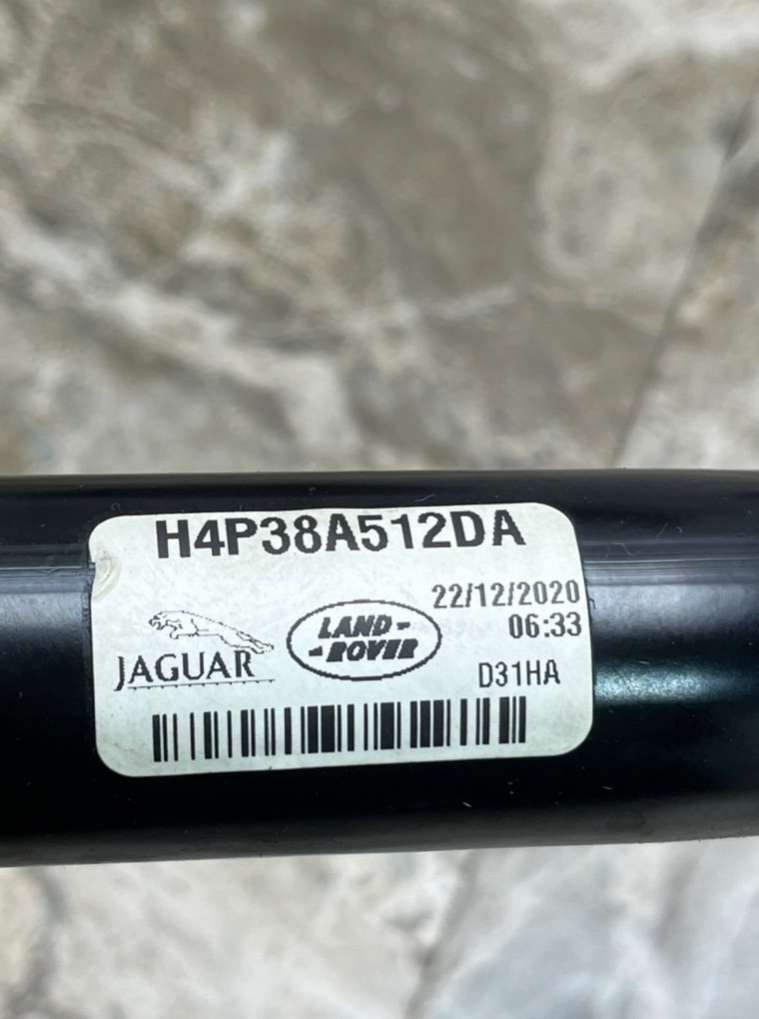 H4P38A512DA
22/12/2020
06:33
JAGUAR
LAND-
-ROVER
D31HA